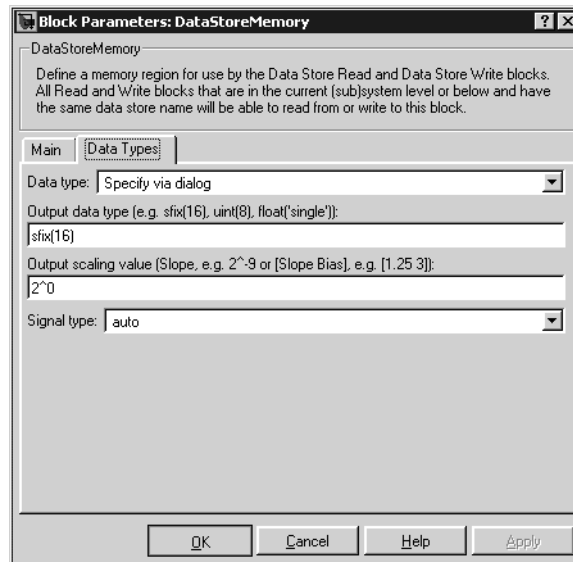 Block Parameters: DataStoreMemory
DataStoreMemory
Define a memory region for use by the Data Store Read and Data Store Write blocks.
All Read and Write blocks that are in the current (sub)system level or below and have
the same data store name will be able to read from or write to this block.
Main Data Types
Data type: Specify via dialog
Output data type (e.g. sfix(16), uint(8), float('single')):
sfix(16)
Output scaling value (Slope, e.g. 2^-9 or [Slope Bias], e.g. [1.25 3]):
2^0
Signal type: auto
OK Cancel Help Apply